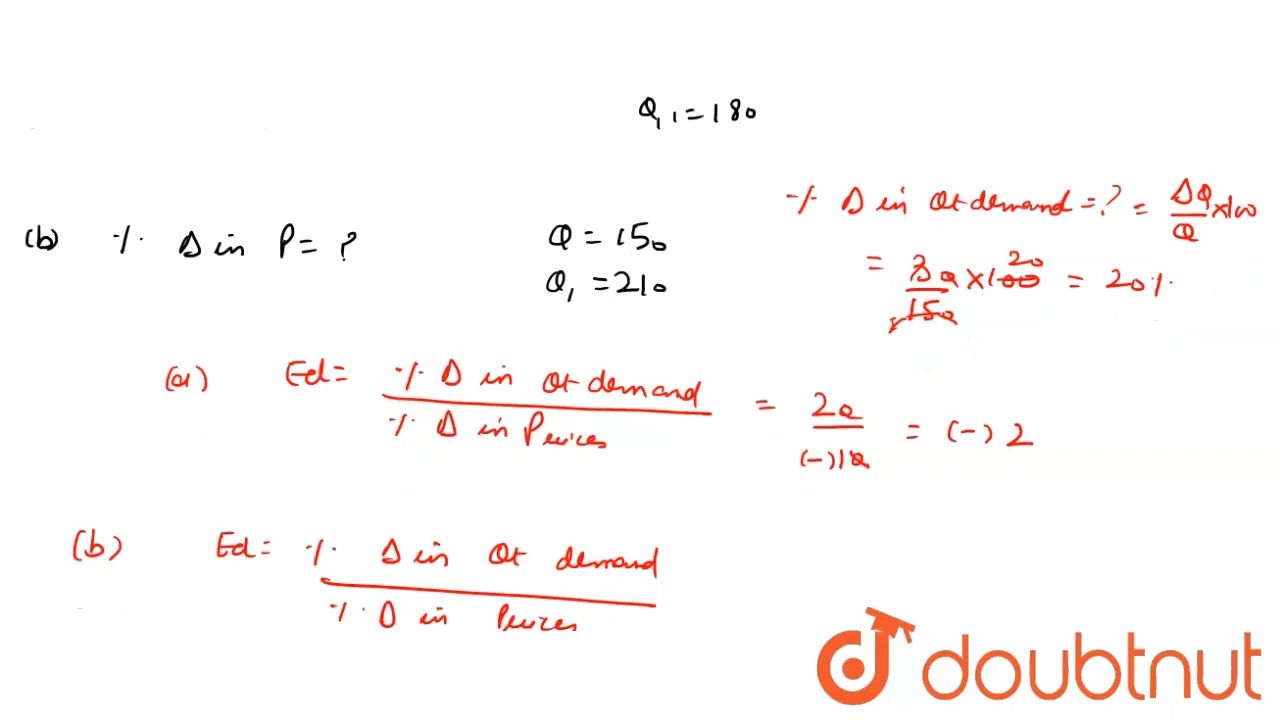 Q₁ = 180
% Δ in Qt demand = ? = ΔQ/Q × 100
(b) % Δ in P = ?
Q = 150
Q₁ = 210
= 30/150 × 100 20 = 20%
(a) Ed = % Δ in Qt demand / % Δ in Prices = 20/(-)10 = (-) 2
(b) Ed = % Δ in Qt demand / % Δ in Prices
doubtnut